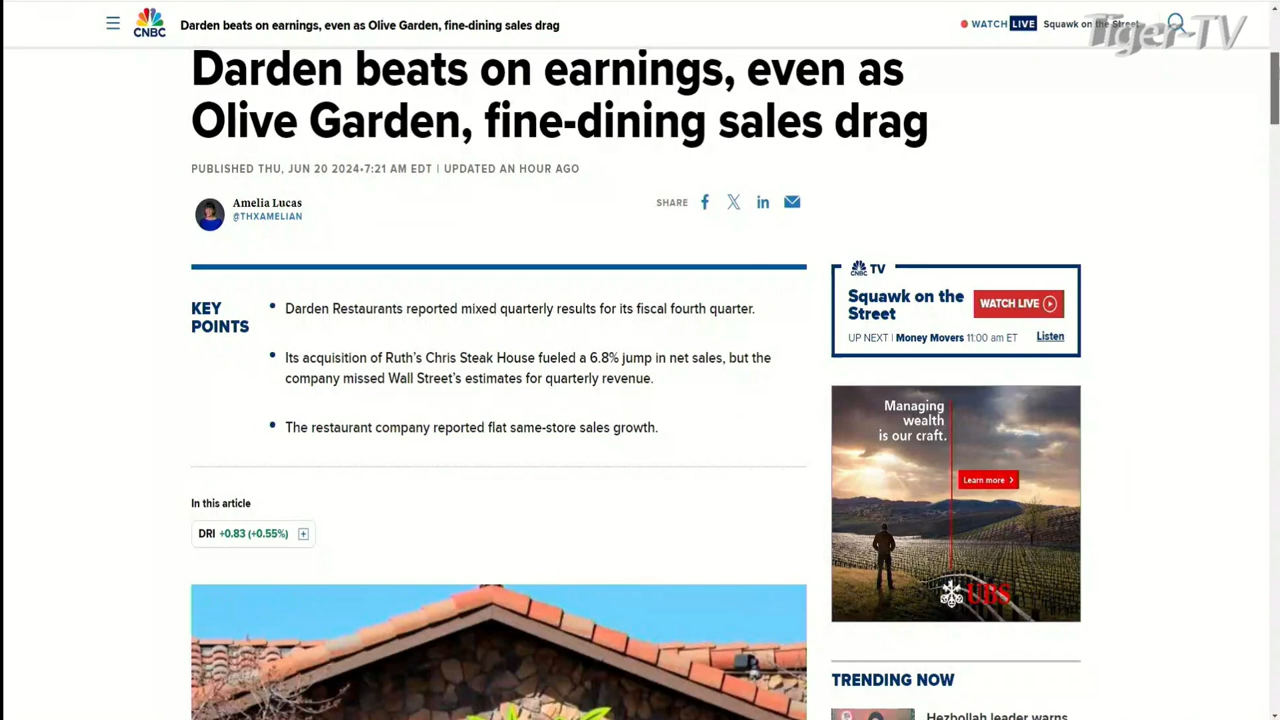 CNBC
Darden beats on earnings, even as Olive Garden, fine-dining sales drag
WATCH LIVE
Squawk on the Street
Tiger-TV
Darden beats on earnings, even as
Olive Garden, fine-dining sales drag
PUBLISHED THU, JUN 20 2024•7:21 AM EDT | UPDATED AN HOUR AGO
Amelia Lucas
@THXAMELIAN
SHARE
KEY
POINTS
Darden Restaurants reported mixed quarterly results for its fiscal fourth quarter.
Its acquisition of Ruth's Chris Steak House fueled a 6.8% jump in net sales, but the
company missed Wall Street's estimates for quarterly revenue.
The restaurant company reported flat same-store sales growth.
In this article
DRI +0.83 (+0.55%)
CNBC TV
Squawk on the
Street
WATCH LIVE
UP NEXT | Money Movers 11:00 am ET
Listen
Managing
wealth
is our craft.
Learn more
UBS
TRENDING NOW
Hezbollah leader warns